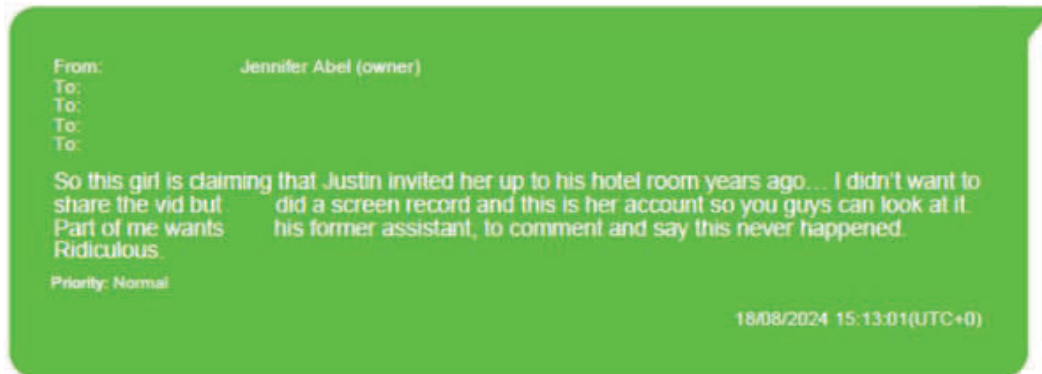 From: Jennifer Abel (owner)
To:
To:
To:
To:
So this girl is claiming that Justin invited her up to his hotel room years ago... I didn't want to
share the vid but did a screen record and this is her account so you guys can look at it.
Part of me wants his former assistant, to comment and say this never happened.
Ridiculous.
Priority: Normal
18/08/2024 15:13:01(UTC+0)